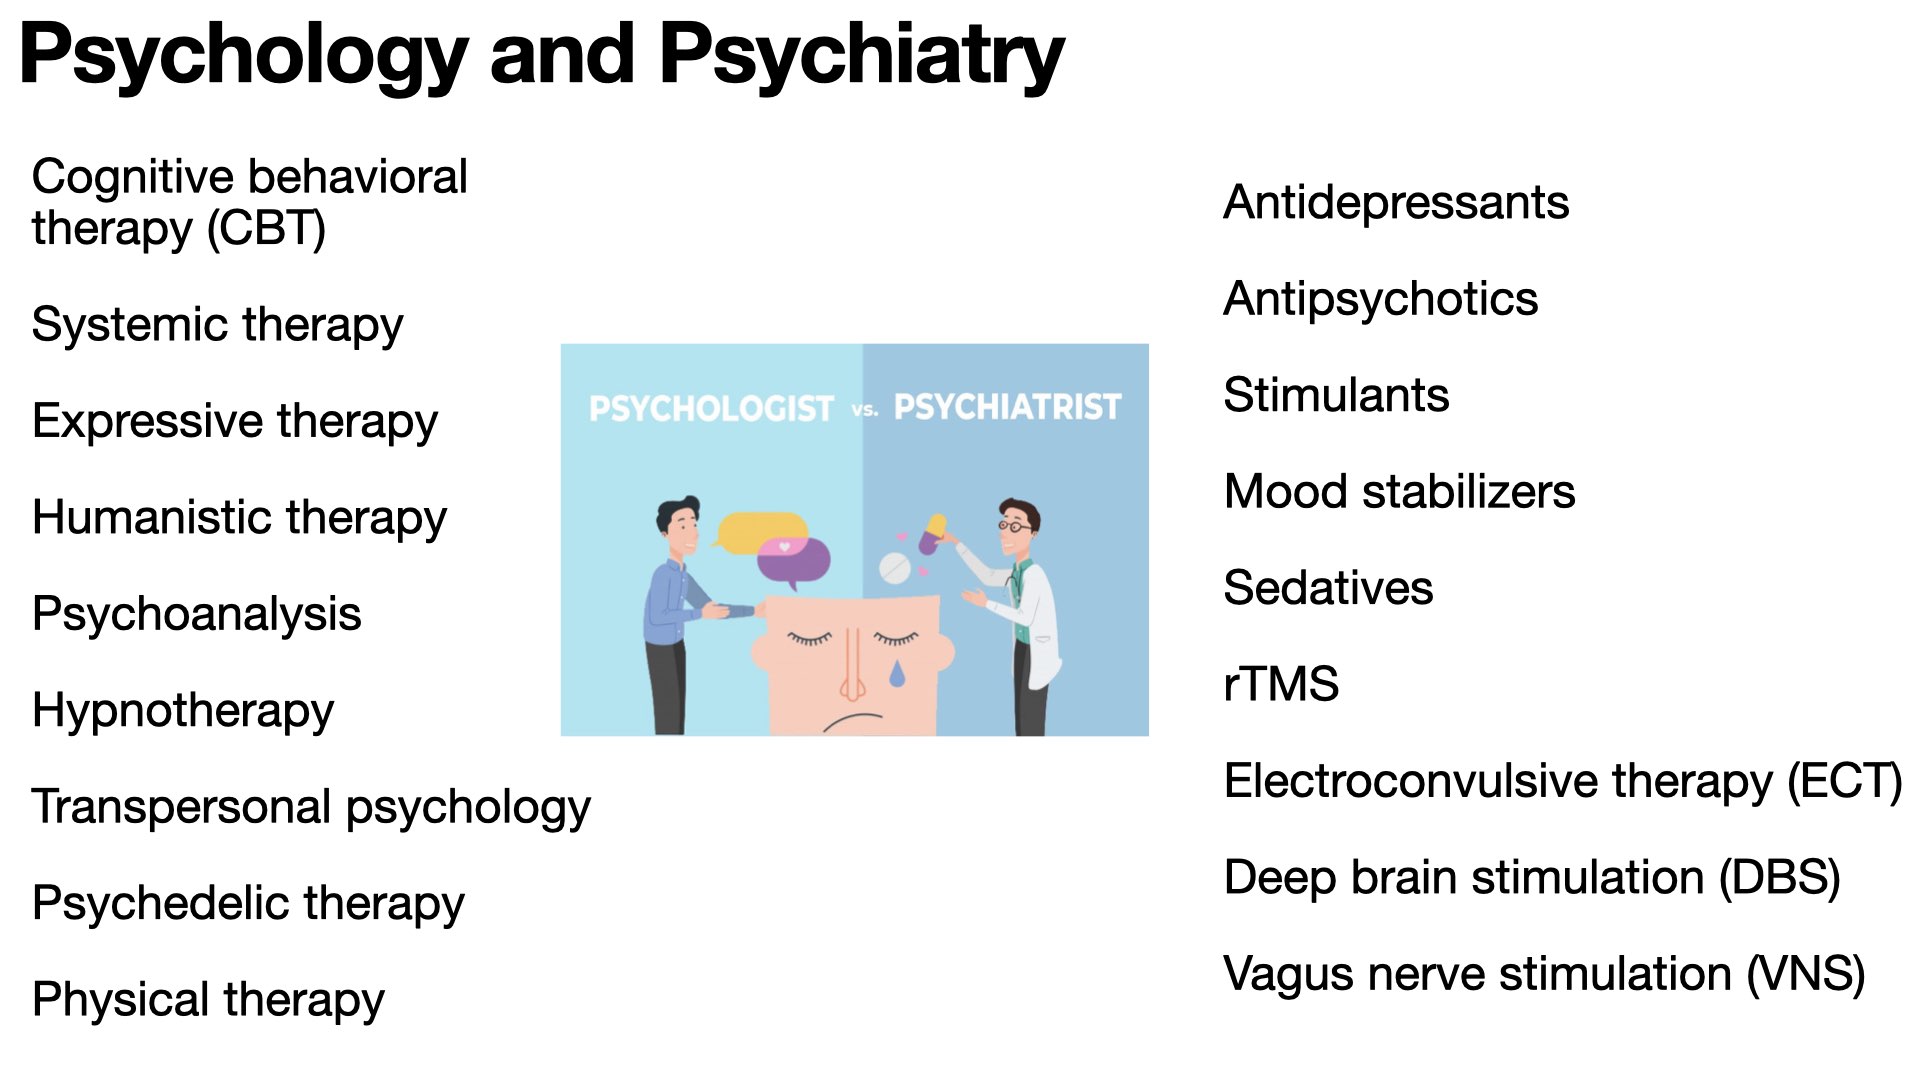 Psychology and Psychiatry
Cognitive behavioral
therapy (CBT)
Systemic therapy
Expressive therapy
Humanistic therapy
Psychoanalysis
Hypnotherapy
Transpersonal psychology
Psychedelic therapy
Physical therapy
PSYCHOLOGIST vs. PSYCHIATRIST
Antidepressants
Antipsychotics
Stimulants
Mood stabilizers
Sedatives
rTMS
Electroconvulsive therapy (ECT)
Deep brain stimulation (DBS)
Vagus nerve stimulation (VNS)